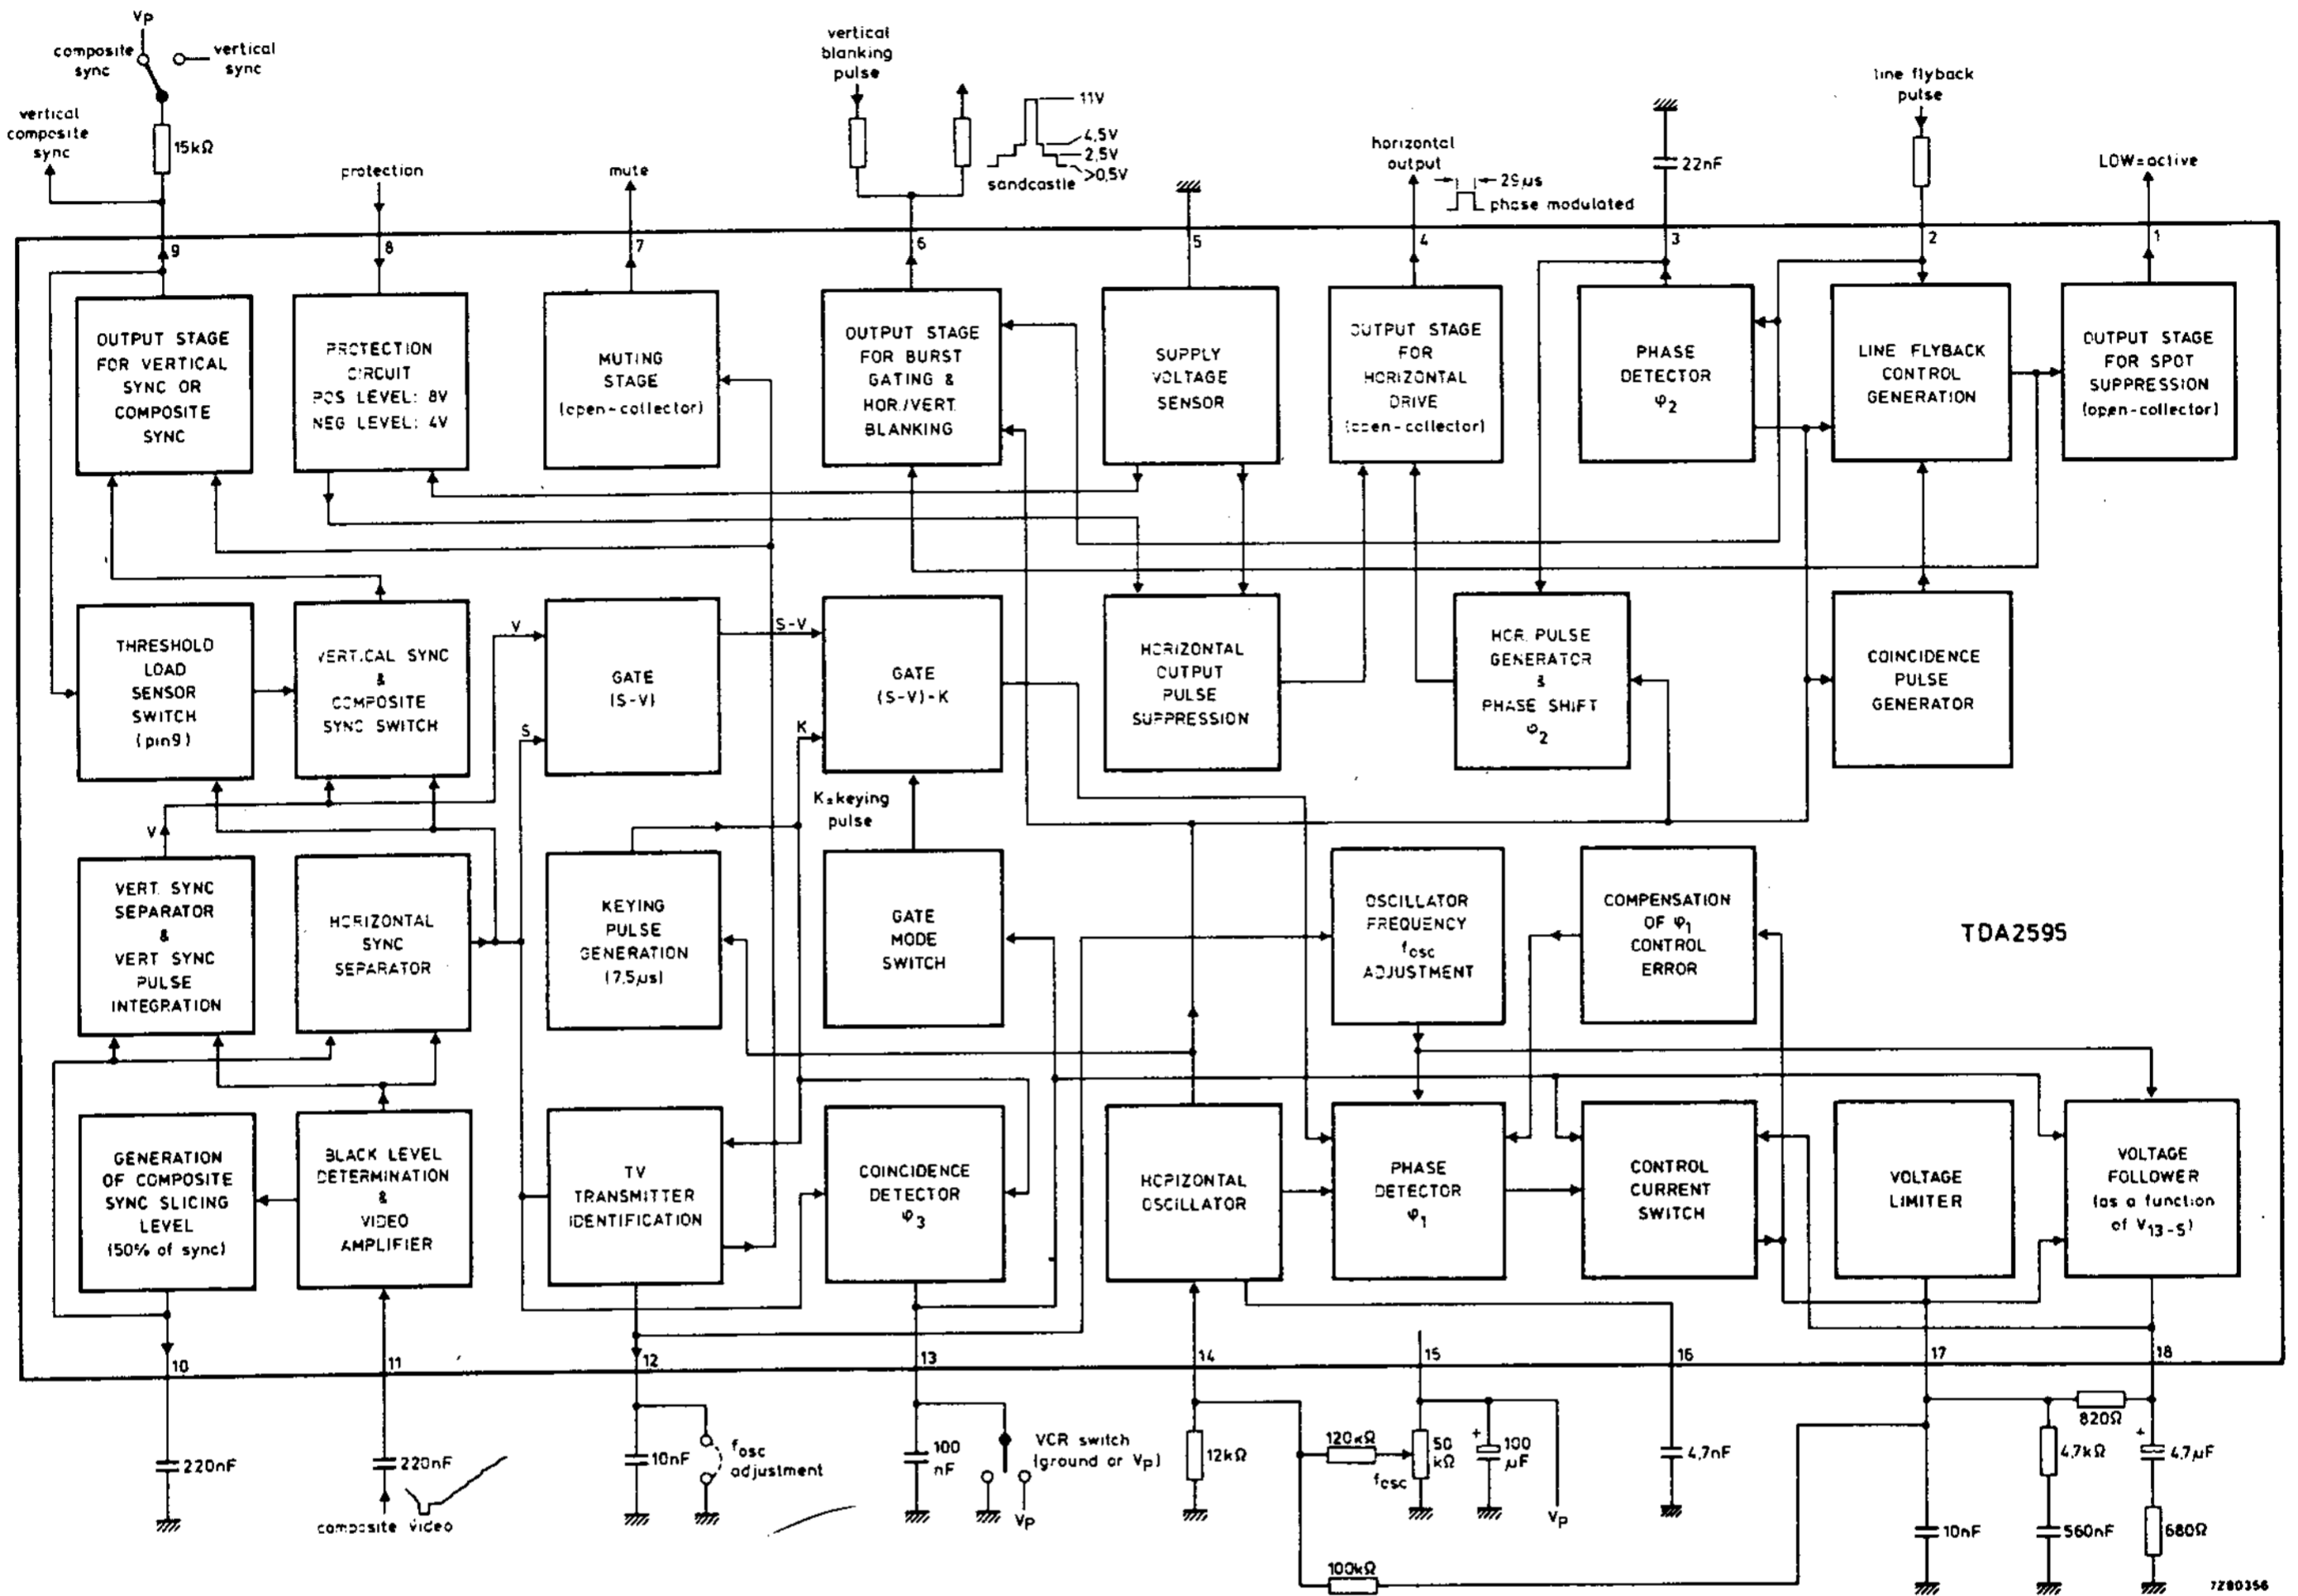 Vp
composite
sync
vertical
sync
vertical
composite
sync
15kΩ
protection
mute
vertical
blanking
pulse
11V
4,5V
2,5V
>0,5V
sandcastle
horizontal
output
29µs
phase modulated
22nF
line flyback
pulse
LOW=active
9
8
7
6
5
4
3
2
1
OUTPUT STAGE
FOR VERTICAL
SYNC OR
COMPOSITE
SYNC
PROTECTION
CIRCUIT
POS LEVEL: 8V
NEG LEVEL: 4V
MUTING
STAGE
(open-collector)
OUTPUT STAGE
FOR BURST
GATING &
HOR./VERT.
BLANKING
SUPPLY
VOLTAGE
SENSOR
OUTPUT STAGE
FOR
HORIZONTAL
DRIVE
(open-collector)
PHASE
DETECTOR
φ2
LINE FLYBACK
CONTROL
GENERATION
OUTPUT STAGE
FOR SPOT
SUPPRESSION
(open-collector)
THRESHOLD
LOAD
SENSOR
SWITCH
(pin9)
VERTICAL SYNC
&
COMPOSITE
SYNC SWITCH
V
S
GATE
(S-V)
S-V
K
GATE
(S-V)-K
HORIZONTAL
OUTPUT
PULSE
SUPPRESSION
HOR. PULSE
GENERATOR
&
PHASE SHIFT
φ2
COINCIDENCE
PULSE
GENERATOR
K=keying
pulse
V
VERT. SYNC
SEPARATOR
&
VERT SYNC
PULSE
INTEGRATION
HORIZONTAL
SYNC
SEPARATOR
KEYING
PULSE
GENERATION
(7,5µs)
GATE
MODE
SWITCH
OSCILLATOR
FREQUENCY
fosc
ADJUSTMENT
COMPENSATION
OF φ1
CONTROL
ERROR
TDA2595
GENERATION
OF COMPOSITE
SYNC SLICING
LEVEL
(50% of sync)
BLACK LEVEL
DETERMINATION
&
VIDEO
AMPLIFIER
TV
TRANSMITTER
IDENTIFICATION
COINCIDENCE
DETECTOR
φ3
HORIZONTAL
OSCILLATOR
PHASE
DETECTOR
φ1
CONTROL
CURRENT
SWITCH
VOLTAGE
LIMITER
VOLTAGE
FOLLOWER
(as a function
of V13-5)
10
11
12
13
14
15
16
17
18
220nF
220nF
composite video
10nF
fosc
adjustment
100
nF
VCR switch
(ground or Vp)
Vp
12kΩ
120kΩ
50
kΩ
fosc
+
100
µF
Vp
4,7nF
100kΩ
820Ω
10nF
4,7kΩ
560nF
+
4,7µF
680Ω
7Z80356